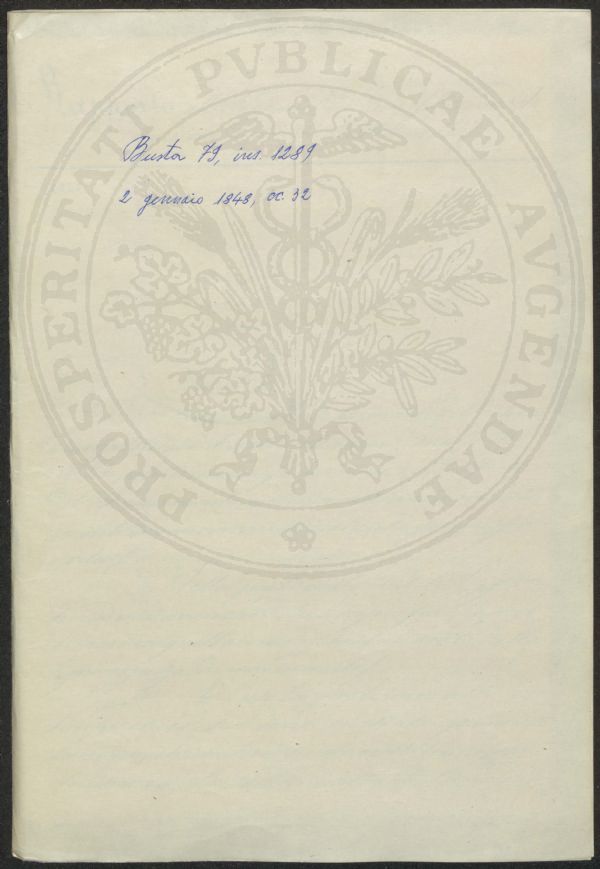 PROSPERITATI PVBLICAE AVGENDAE
Busta 79, ins. 1289
2 gennaio 1848, cc. 32